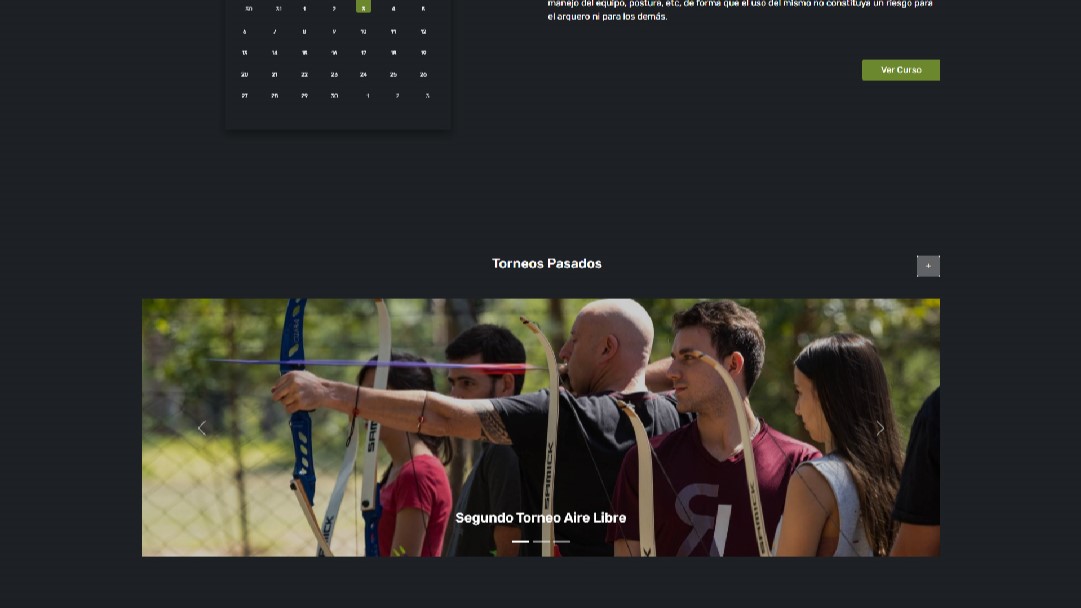 manejo del equipo, postura, etc, de forma que el uso del mismo no constituya un riesgo para
el arquero ni para los demás.
30 31 1 2 3 4 5
6 7 8 9 10 11 12
13 14 15 16 17 18 19
20 21 22 23 24 25 26
27 28 29 30 1 2 3
Ver Curso
Torneos Pasados
+
SAMICK
SAMICK
Segundo Torneo Aire Libre